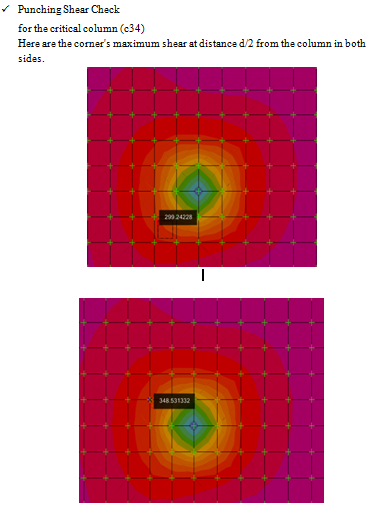 ✓ Punching Shear Check
for the critical column (c34)
Here are the corner's maximum shear at distance d/2 from the column in both
sides.
299.24228
348.531332